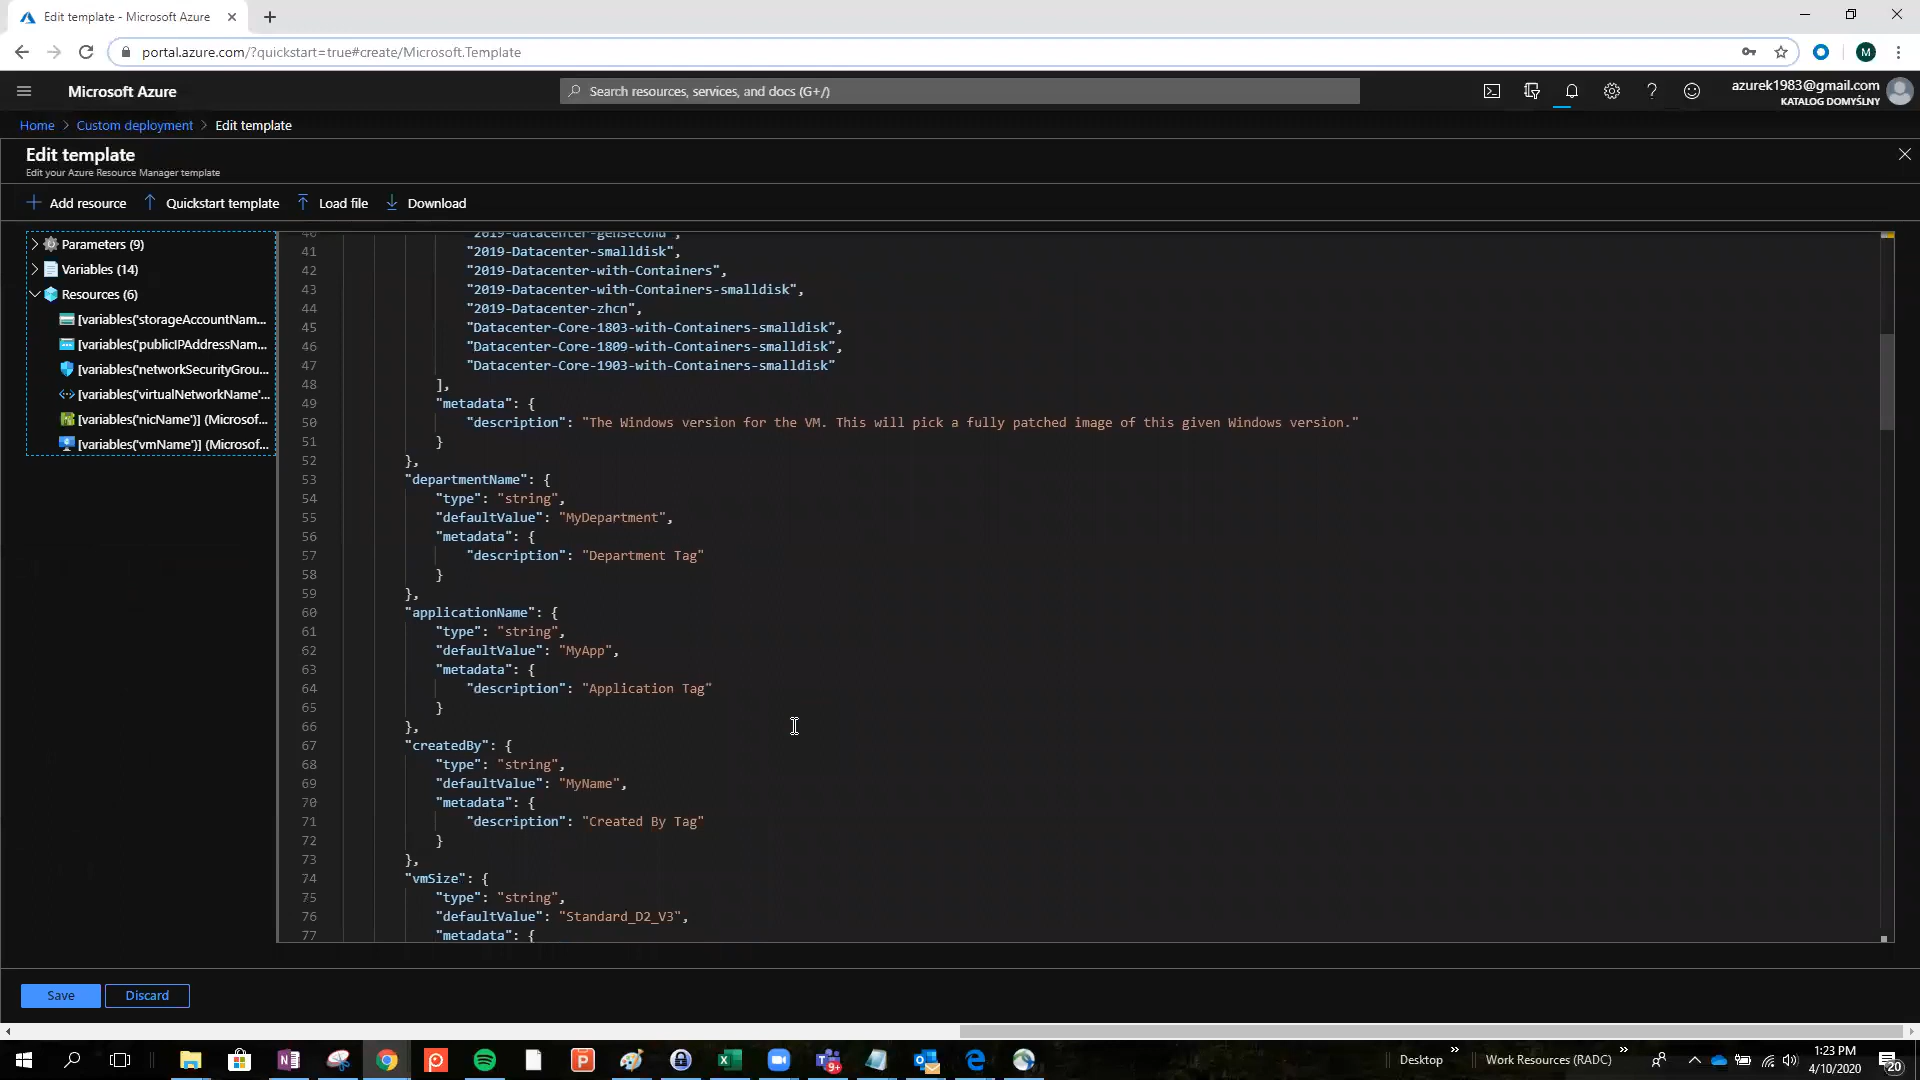 Edit template - Microsoft Azure
portal.azure.com/?quickstart=true#create/Microsoft.Template
M
Microsoft Azure
Search resources, services, and docs (G+/)
azurek1983@gmail.com
KATALOG DOMYŚLNY
Home > Custom deployment > Edit template
Edit template
Edit your Azure Resource Manager template
Add resource
Quickstart template
Load file
Download
Parameters (9)
Variables (14)
Resources (6)
[variables('storageAccountNam...
[variables('publicIPAddressNam...
[variables('networkSecurityGrou...
[variables('virtualNetworkName'...
[variables('nicName')] (Microsof...
[variables('vmName')] (Microsof...
40 "2019-datacenter-gensecond",
41 "2019-Datacenter-smalldisk",
42 "2019-Datacenter-with-Containers",
43 "2019-Datacenter-with-Containers-smalldisk",
44 "2019-Datacenter-zhcn",
45 "Datacenter-Core-1803-with-Containers-smalldisk",
46 "Datacenter-Core-1809-with-Containers-smalldisk",
47 "Datacenter-Core-1903-with-Containers-smalldisk"
48 ],
49 "metadata": {
50 "description": "The Windows version for the VM. This will pick a fully patched image of this given Windows version."
51 }
52 },
53 "departmentName": {
54 "type": "string",
55 "defaultValue": "MyDepartment",
56 "metadata": {
57 "description": "Department Tag"
58 }
59 },
60 "applicationName": {
61 "type": "string",
62 "defaultValue": "MyApp",
63 "metadata": {
64 "description": "Application Tag"
65 }
66 },
67 "createdBy": {
68 "type": "string",
69 "defaultValue": "MyName",
70 "metadata": {
71 "description": "Created By Tag"
72 }
73 },
74 "vmSize": {
75 "type": "string",
76 "defaultValue": "Standard_D2_V3",
77 "metadata": {
Save
Discard
Desktop
Work Resources (RADC)
9+
1:23 PM
4/10/2020
20